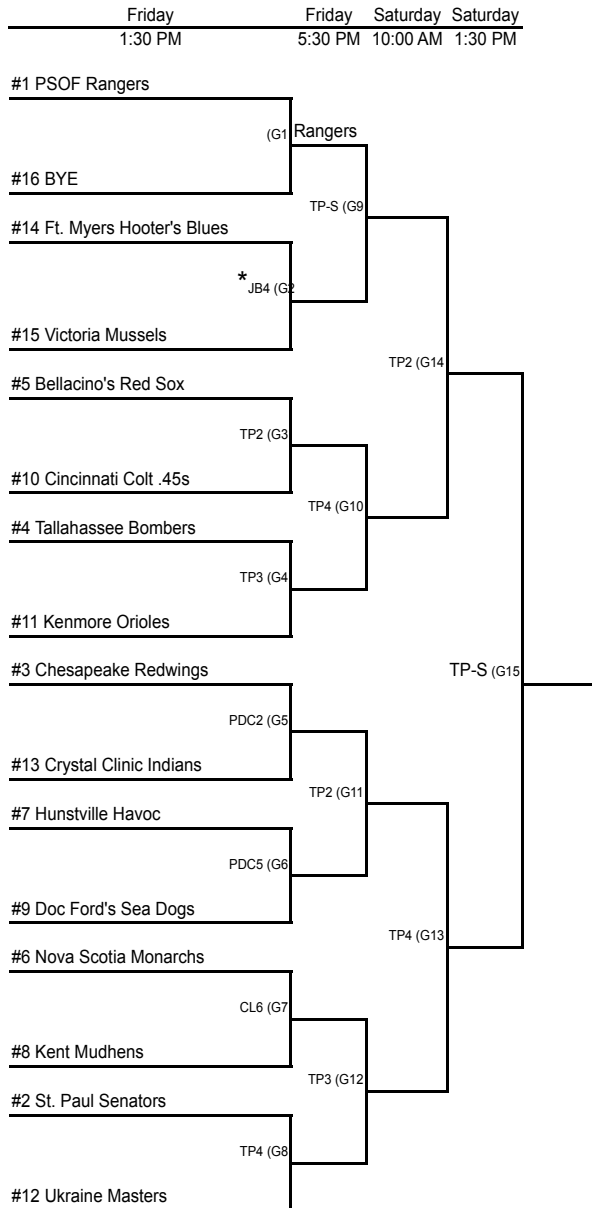 Friday Friday Saturday Saturday
1:30 PM 5:30 PM 10:00 AM 1:30 PM
#1 PSOF Rangers
(G1 Rangers
#16 BYE
TP-S (G9
#14 Ft. Myers Hooter's Blues
* JB4 (G2
#15 Victoria Mussels
TP2 (G14
#5 Bellacino's Red Sox
TP2 (G3
#10 Cincinnati Colt .45s
TP4 (G10
#4 Tallahassee Bombers
TP3 (G4
#11 Kenmore Orioles
#3 Chesapeake Redwings
TP-S (G15
PDC2 (G5
#13 Crystal Clinic Indians
TP2 (G11
#7 Hunstville Havoc
PDC5 (G6
#9 Doc Ford's Sea Dogs
TP4 (G13
#6 Nova Scotia Monarchs
CL6 (G7
#8 Kent Mudhens
TP3 (G12
#2 St. Paul Senators
TP4 (G8
#12 Ukraine Masters